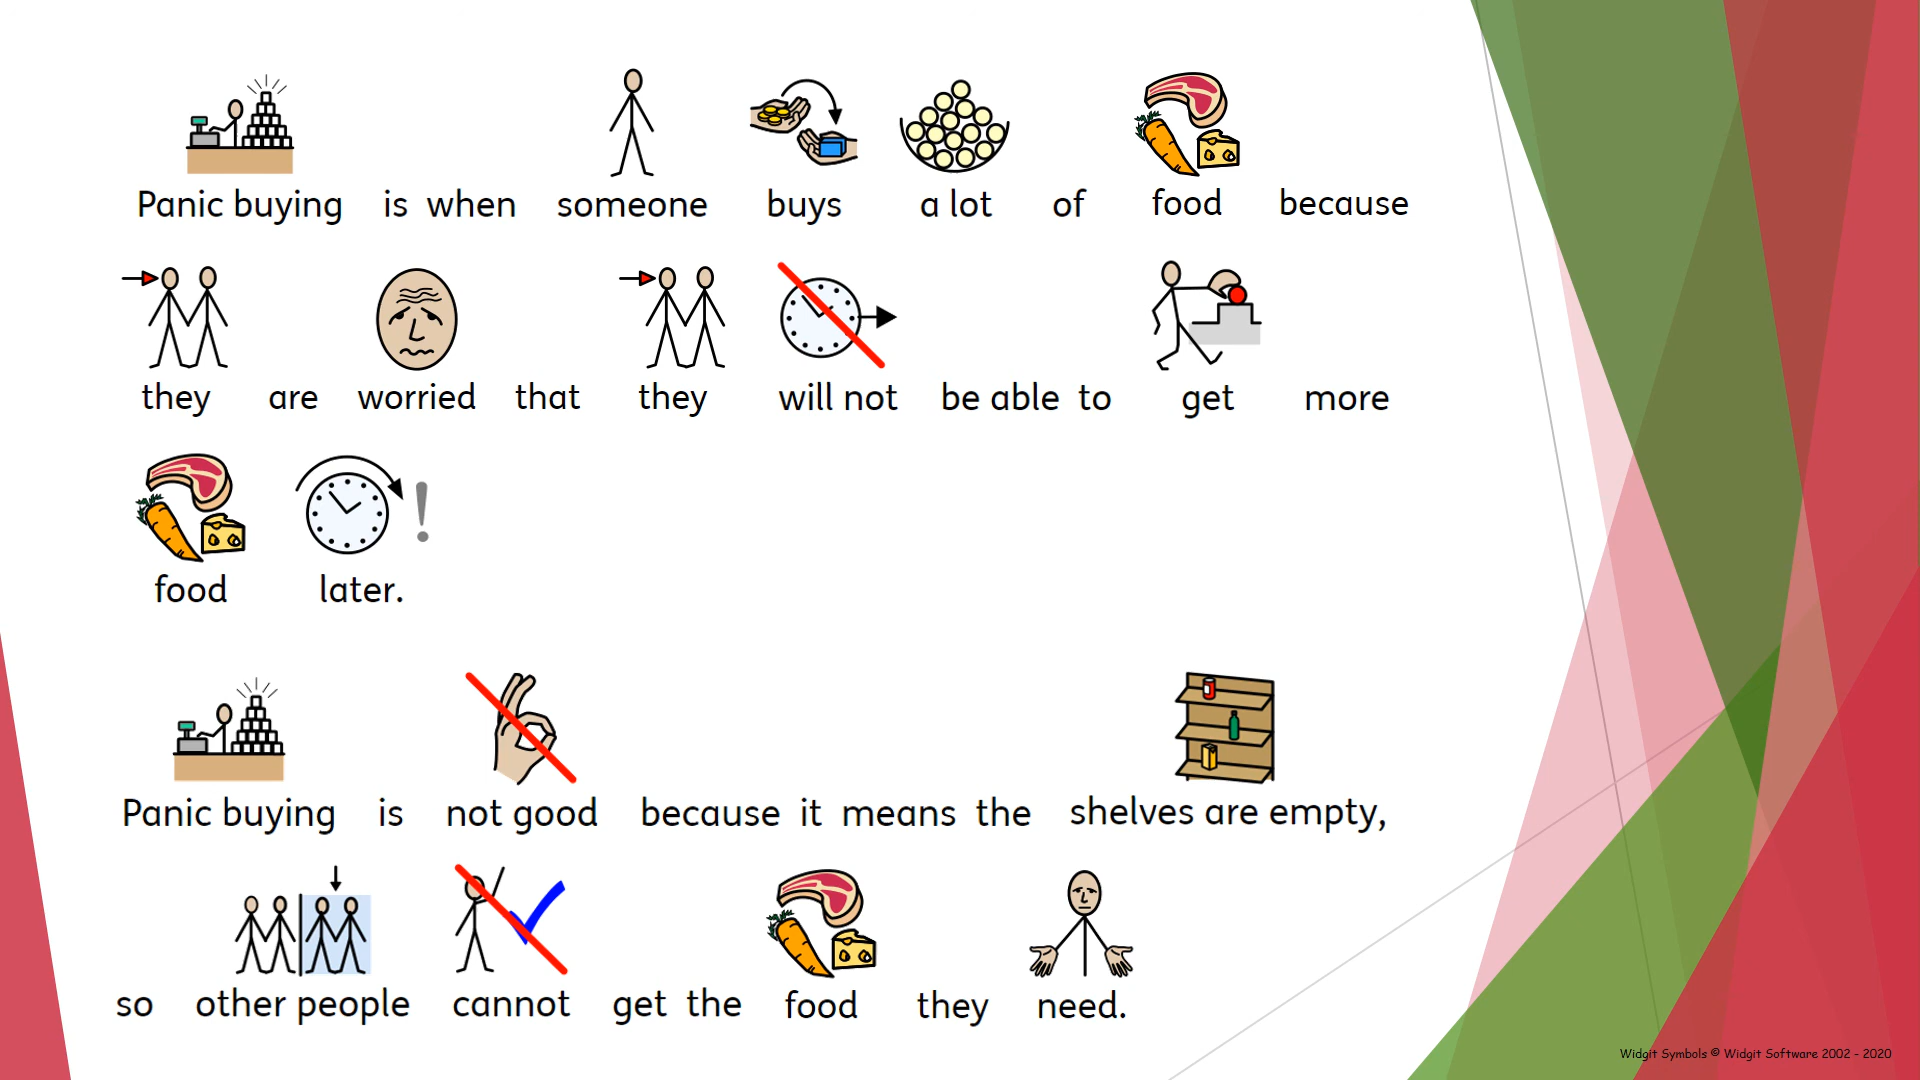 Panic buying is when someone buys a lot of food because
they are worried that they will not be able to get more
food later.
Panic buying is not good because it means the shelves are empty,
so other people cannot get the food they need.
Widgit Symbols © Widgit Software 2002 - 2020